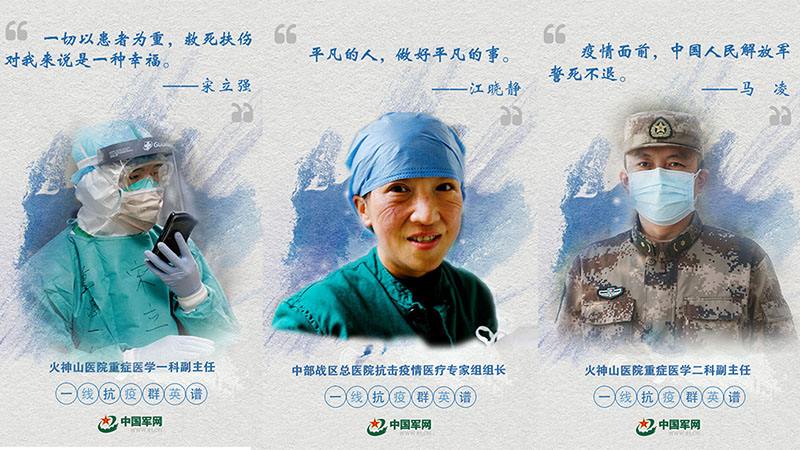 一切以患者为重，救死扶伤
对我来说是一种幸福。
——宋立强
火神山医院重症医学一科副主任
一线抗疫群英谱
中国军网
平凡的人，做好平凡的事。
——江晓静
中部战区总医院抗击疫情医疗专家组组长
一线抗疫群英谱
中国军网
疫情面前，中国人民解放军
誓死不退。
——马 凌
火神山医院重症医学二科副主任
一线抗疫群英谱
中国军网